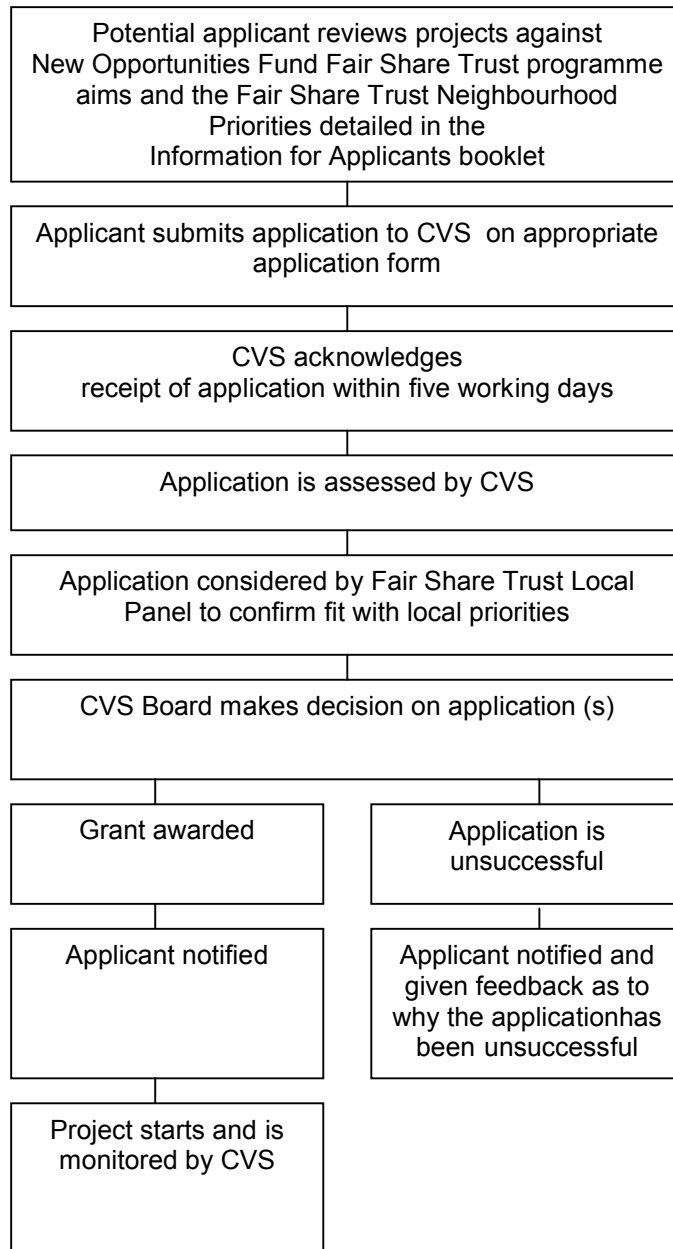 Potential applicant reviews projects against
New Opportunities Fund Fair Share Trust programme
aims and the Fair Share Trust Neighbourhood
Priorities detailed in the
Information for Applicants booklet
Applicant submits application to CVS on appropriate
application form
CVS acknowledges
receipt of application within five working days
Application is assessed by CVS
Application considered by Fair Share Trust Local
Panel to confirm fit with local priorities
CVS Board makes decision on application (s)
Grant awarded
Application is
unsuccessful
Applicant notified
Applicant notified and
given feedback as to
why the applicationhas
been unsuccessful
Project starts and is
monitored by CVS